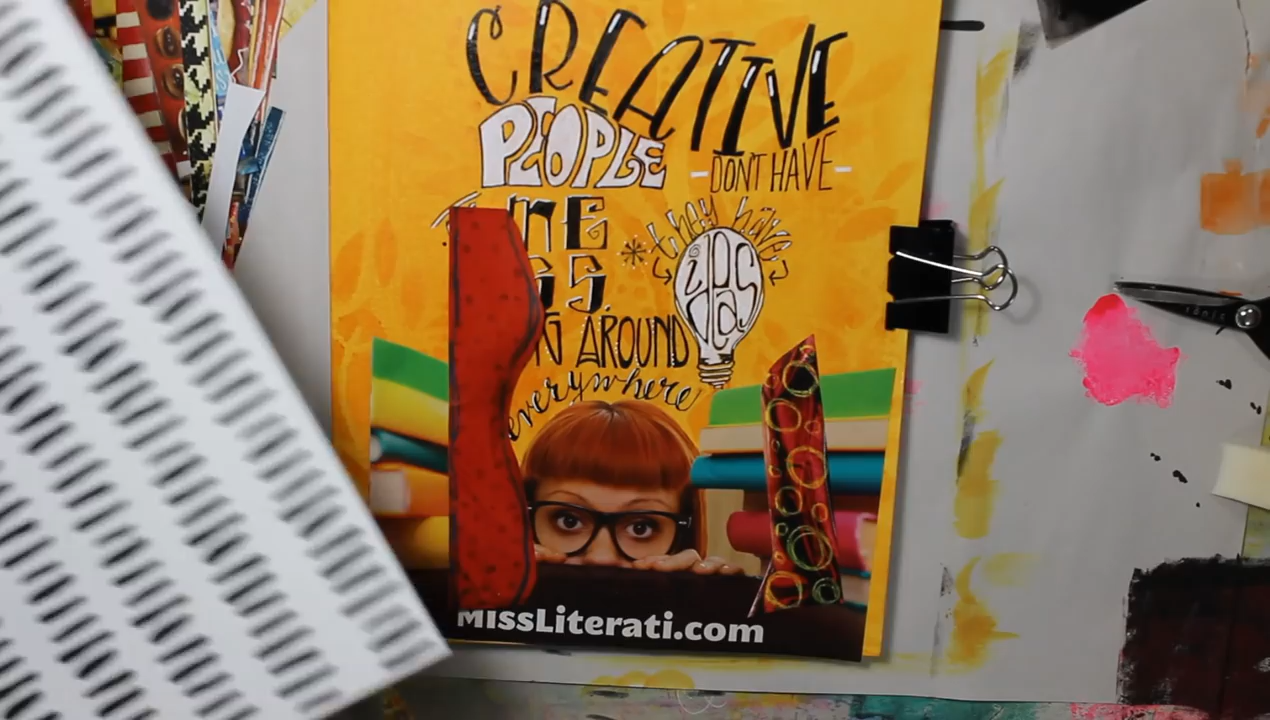 CREATIVE
PEOPLE
-DON'T HAVE-
they have
ideas
AROUND
everywhere
MissLiterati.com